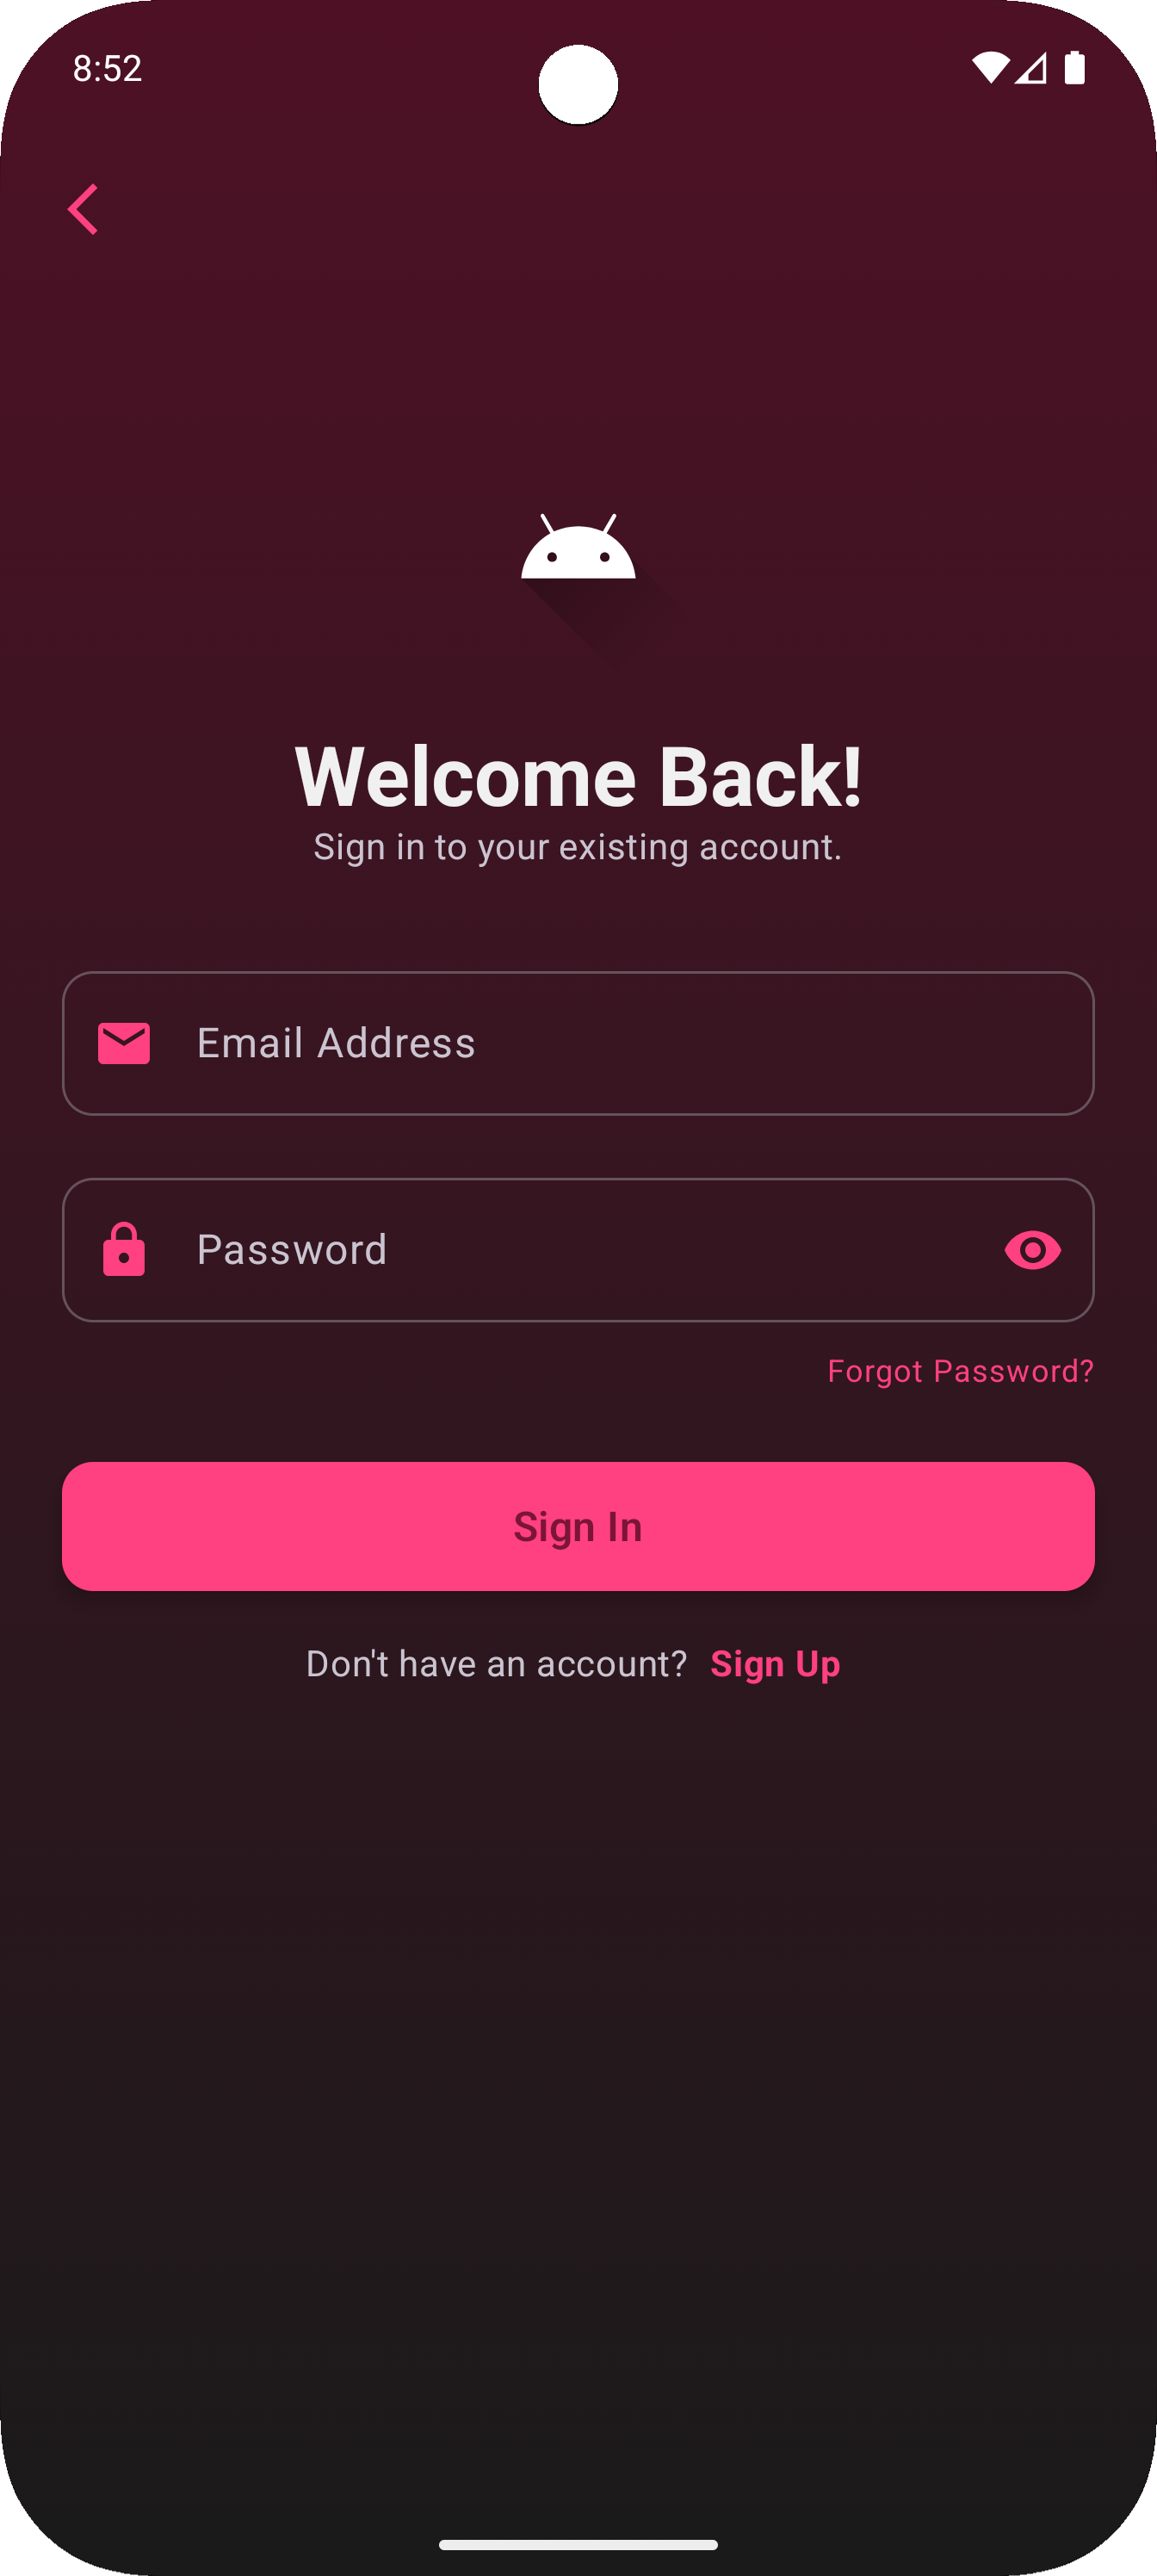 8:52
Welcome Back!
Sign in to your existing account.
Email Address
Password
Forgot Password?
Sign In
Don't have an account? Sign Up